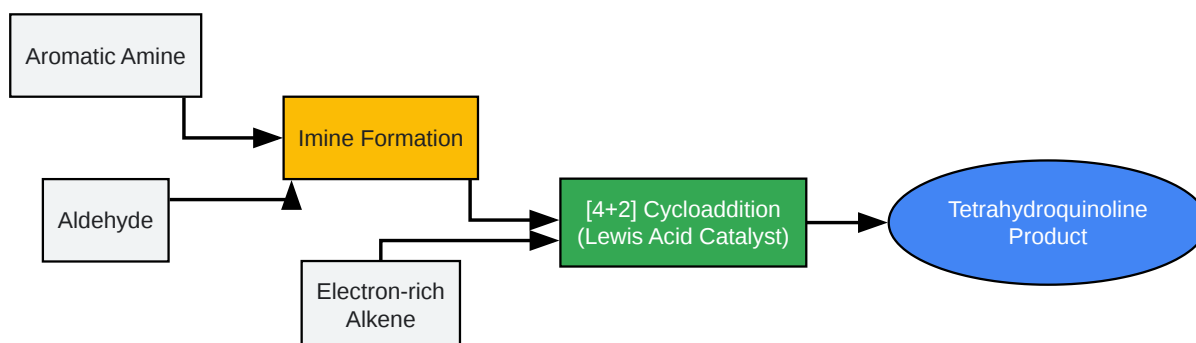 Aromatic Amine
Imine Formation
Aldehyde
[4+2] Cycloaddition
(Lewis Acid Catalyst)
Tetrahydroquinoline
Product
Electron-rich
Alkene